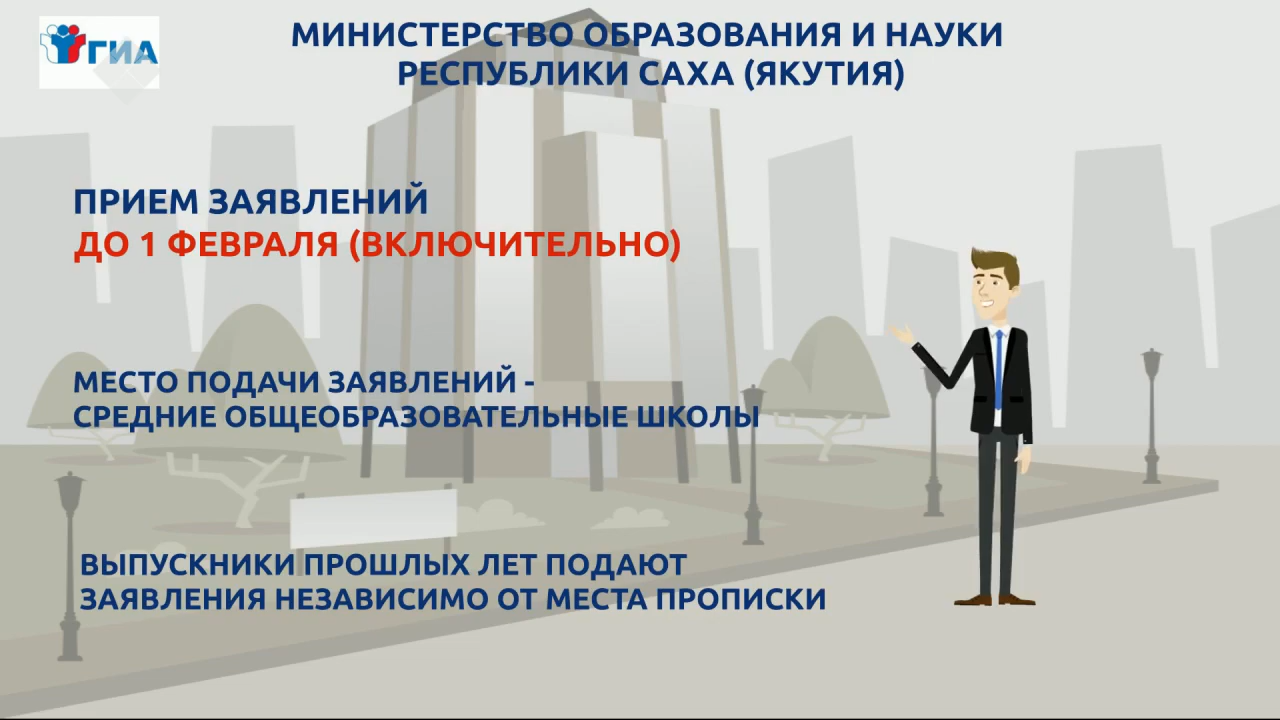 ГИА
МИНИСТЕРСТВО ОБРАЗОВАНИЯ И НАУКИ
РЕСПУБЛИКИ САХА (ЯКУТИЯ)
ПРИЕМ ЗАЯВЛЕНИЙ
ДО 1 ФЕВРАЛЯ (ВКЛЮЧИТЕЛЬНО)
МЕСТО ПОДАЧИ ЗАЯВЛЕНИЙ -
СРЕДНИЕ ОБЩЕОБРАЗОВАТЕЛЬНЫЕ ШКОЛЫ
ВЫПУСКНИКИ ПРОШЛЫХ ЛЕТ ПОДАЮТ
ЗАЯВЛЕНИЯ НЕЗАВИСИМО ОТ МЕСТА ПРОПИСКИ